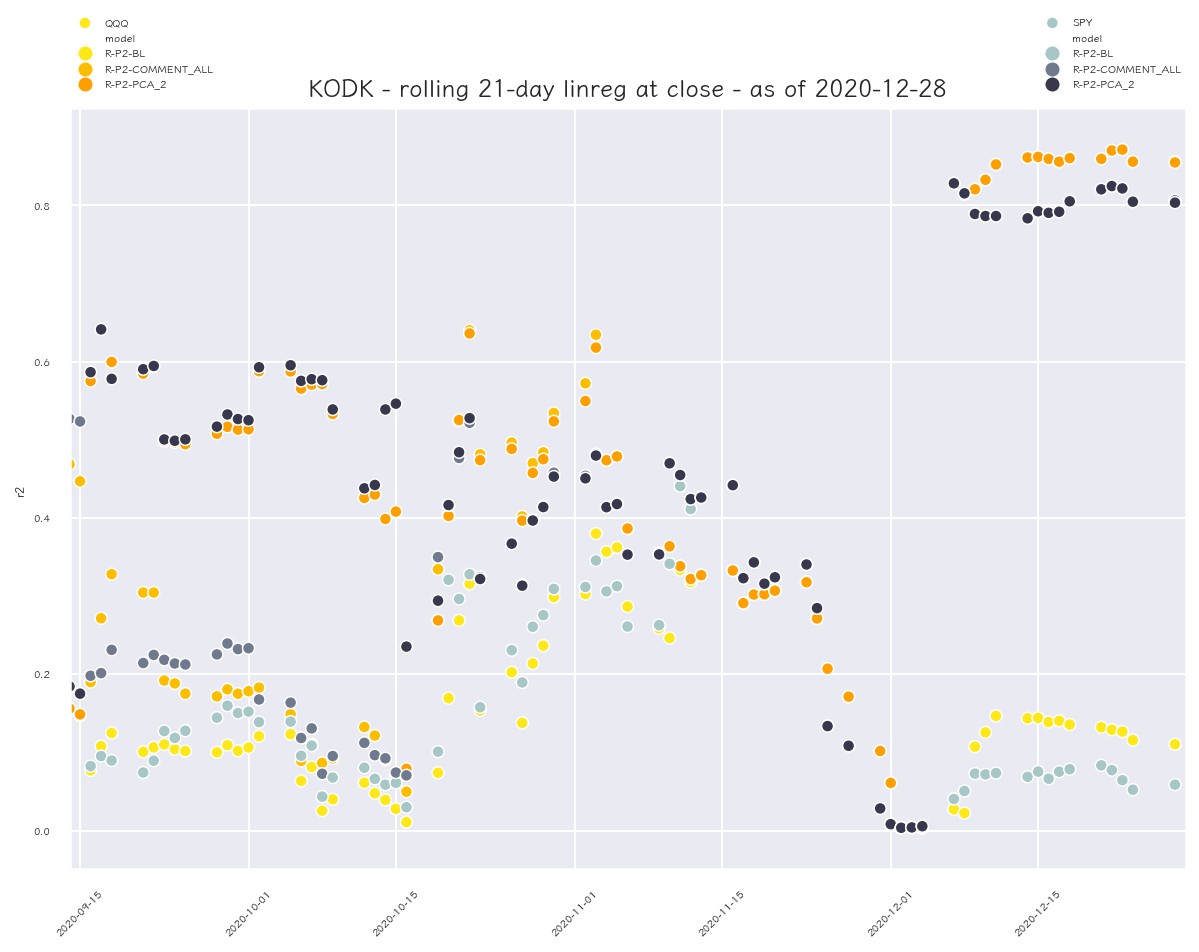 QQQ
model
R-P2-BL
R-P2-COMMENT_ALL
R-P2-PCA_2
SPY
model
R-P2-BL
R-P2-COMMENT_ALL
R-P2-PCA_2
KODK - rolling 21-day linreg at close - as of 2020-12-28
r2
0.8
0.6
0.4
0.2
0.0
2020-09-15
2020-10-01
2020-10-15
2020-11-01
2020-11-15
2020-12-01
2020-12-15